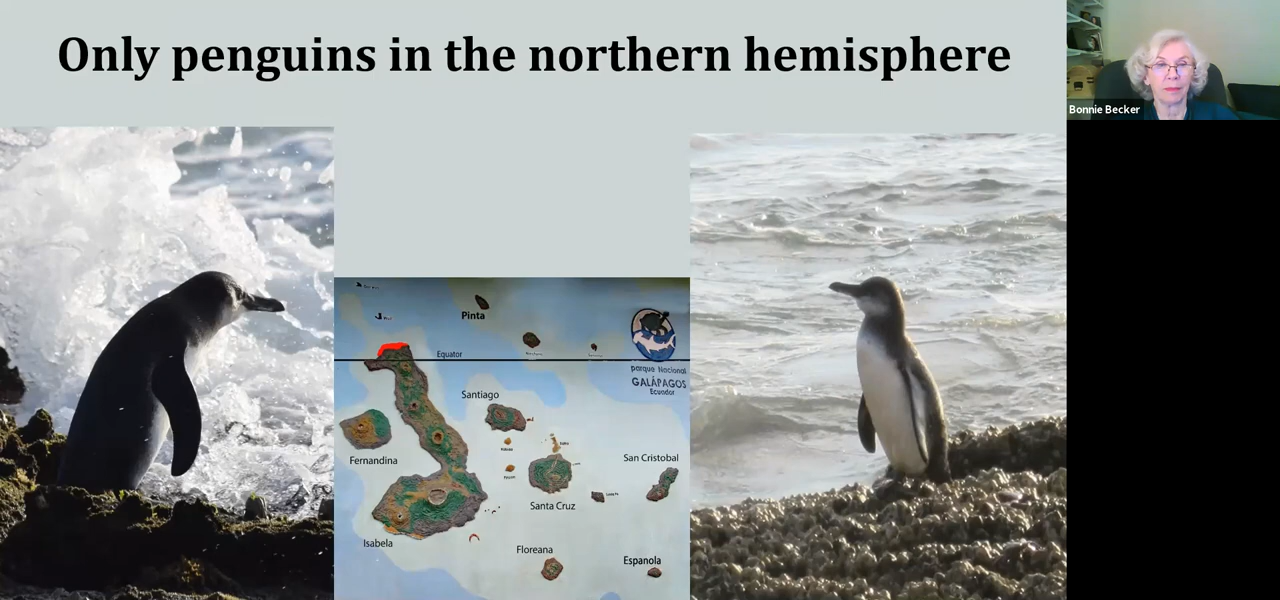 Only penguins in the northern hemisphere
Bonnie Becker
Pinta
Equator
parque Nacional
GALÁPAGOS
Ecuador
Santiago
Fernandina
San Cristobal
Santa Cruz
Isabela
Floreana
Espanola